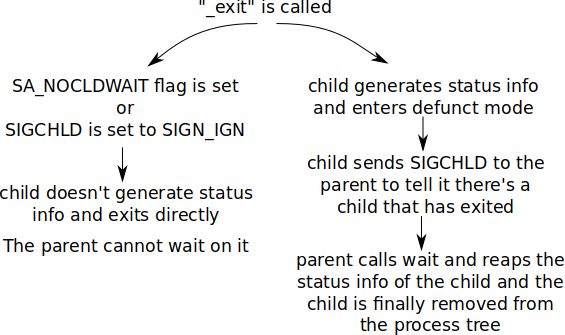 "_exit" is called
SA_NOCLDWAIT flag is set
or
SIGCHLD is set to SIGN_IGN
child doesn't generate status
info and exits directly
The parent cannot wait on it
child generates status info
and enters defunct mode
child sends SIGCHLD to the
parent to tell it there's a
child that has exited
parent calls wait and reaps the
status info of the child and the
child is finally removed from
the process tree